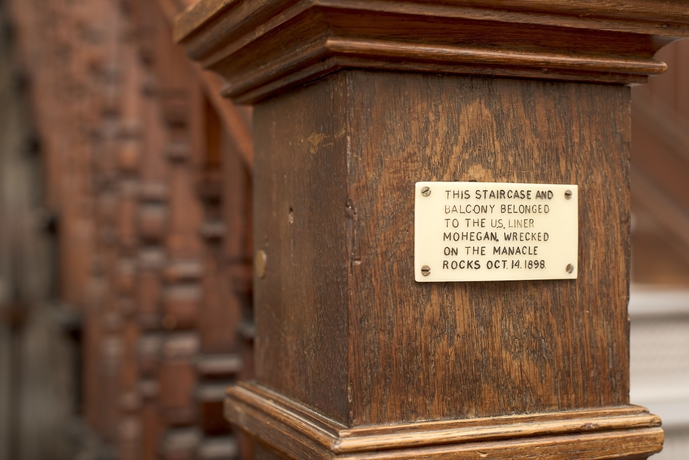 THIS STAIRCASE AND
BALCONY BELONGED
TO THE U.S. LINER
MOHEGAN, WRECKED
ON THE MANACLE
ROCKS OCT. 14. 1898.